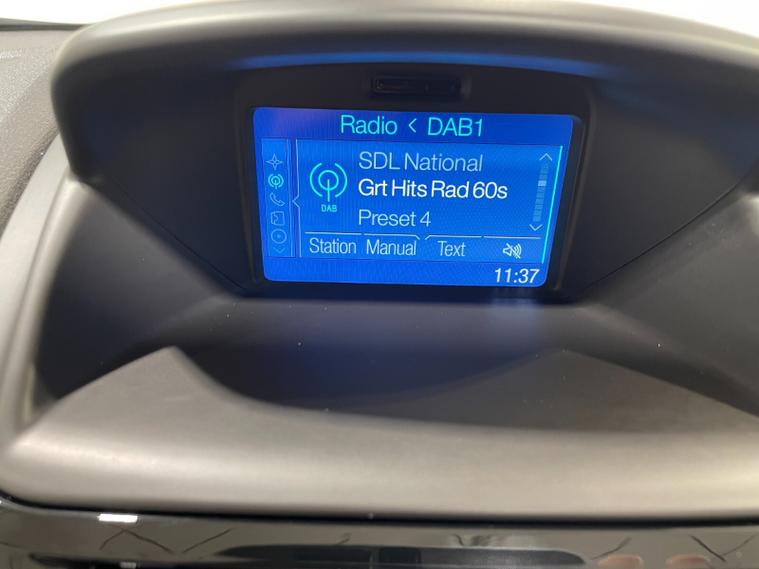 Radio < DAB1
SDL National
Grt Hits Rad 60s
DAB
Preset 4
Station Manual Text
11:37